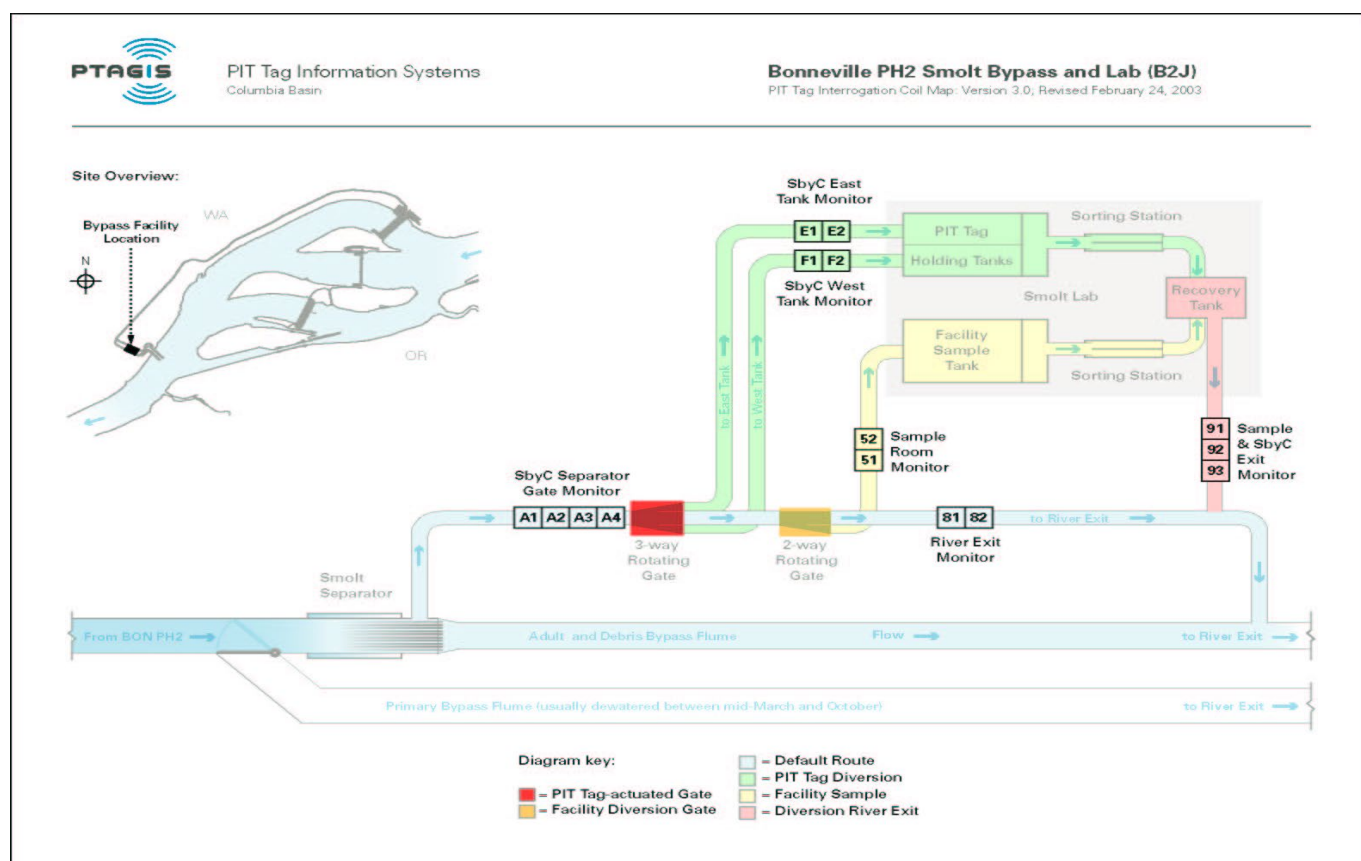 PTAGIS
PIT Tag Information Systems
Columbia Basin
Bonneville PH2 Smolt Bypass and Lab (B2J)
PIT Tag Interrogation Coil Map: Version 3.0; Revised February 24, 2003
Site Overview:
WA
Bypass Facility
Location
N
OR
SbyC East
Tank Monitor
E1 E2
F1 F2
SbyC West
Tank Monitor
PIT Tag
Holding Tanks
Sorting Station
Smolt Lab
Recovery
Tank
Facility
Sample
Tank
Sorting Station
to East Tank
to West Tank
52
51
Sample
Room
Monitor
91
92
93
Sample
& SbyC
Exit
Monitor
SbyC Separator
Gate Monitor
A1 A2 A3 A4
3-way
Rotating
Gate
2-way
Rotating
Gate
81 82
River Exit
Monitor
to River Exit
Smolt
Separator
From BON PH2
Adult and Debris Bypass Flume
Flow
to River Exit
Primary Bypass Flume (usually dewatered between mid-March and October)
to River Exit
Diagram key:
= PIT Tag-actuated Gate
= Facility Diversion Gate
= Default Route
= PIT Tag Diversion
= Facility Sample
= Diversion River Exit